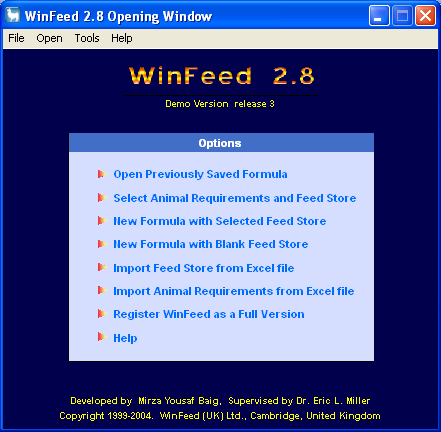 WinFeed 2.8 Opening Window
File Open Tools Help
WinFeed 2.8
Demo Version release 3
Options
Open Previously Saved Formula
Select Animal Requirements and Feed Store
New Formula with Selected Feed Store
New Formula with Blank Feed Store
Import Feed Store from Excel file
Import Animal Requirements from Excel file
Register WinFeed as a Full Version
Help
Developed by Mirza Yousaf Baig, Supervised by Dr. Eric L. Miller
Copyright 1999-2004. WinFeed (UK) Ltd., Cambridge, United Kingdom